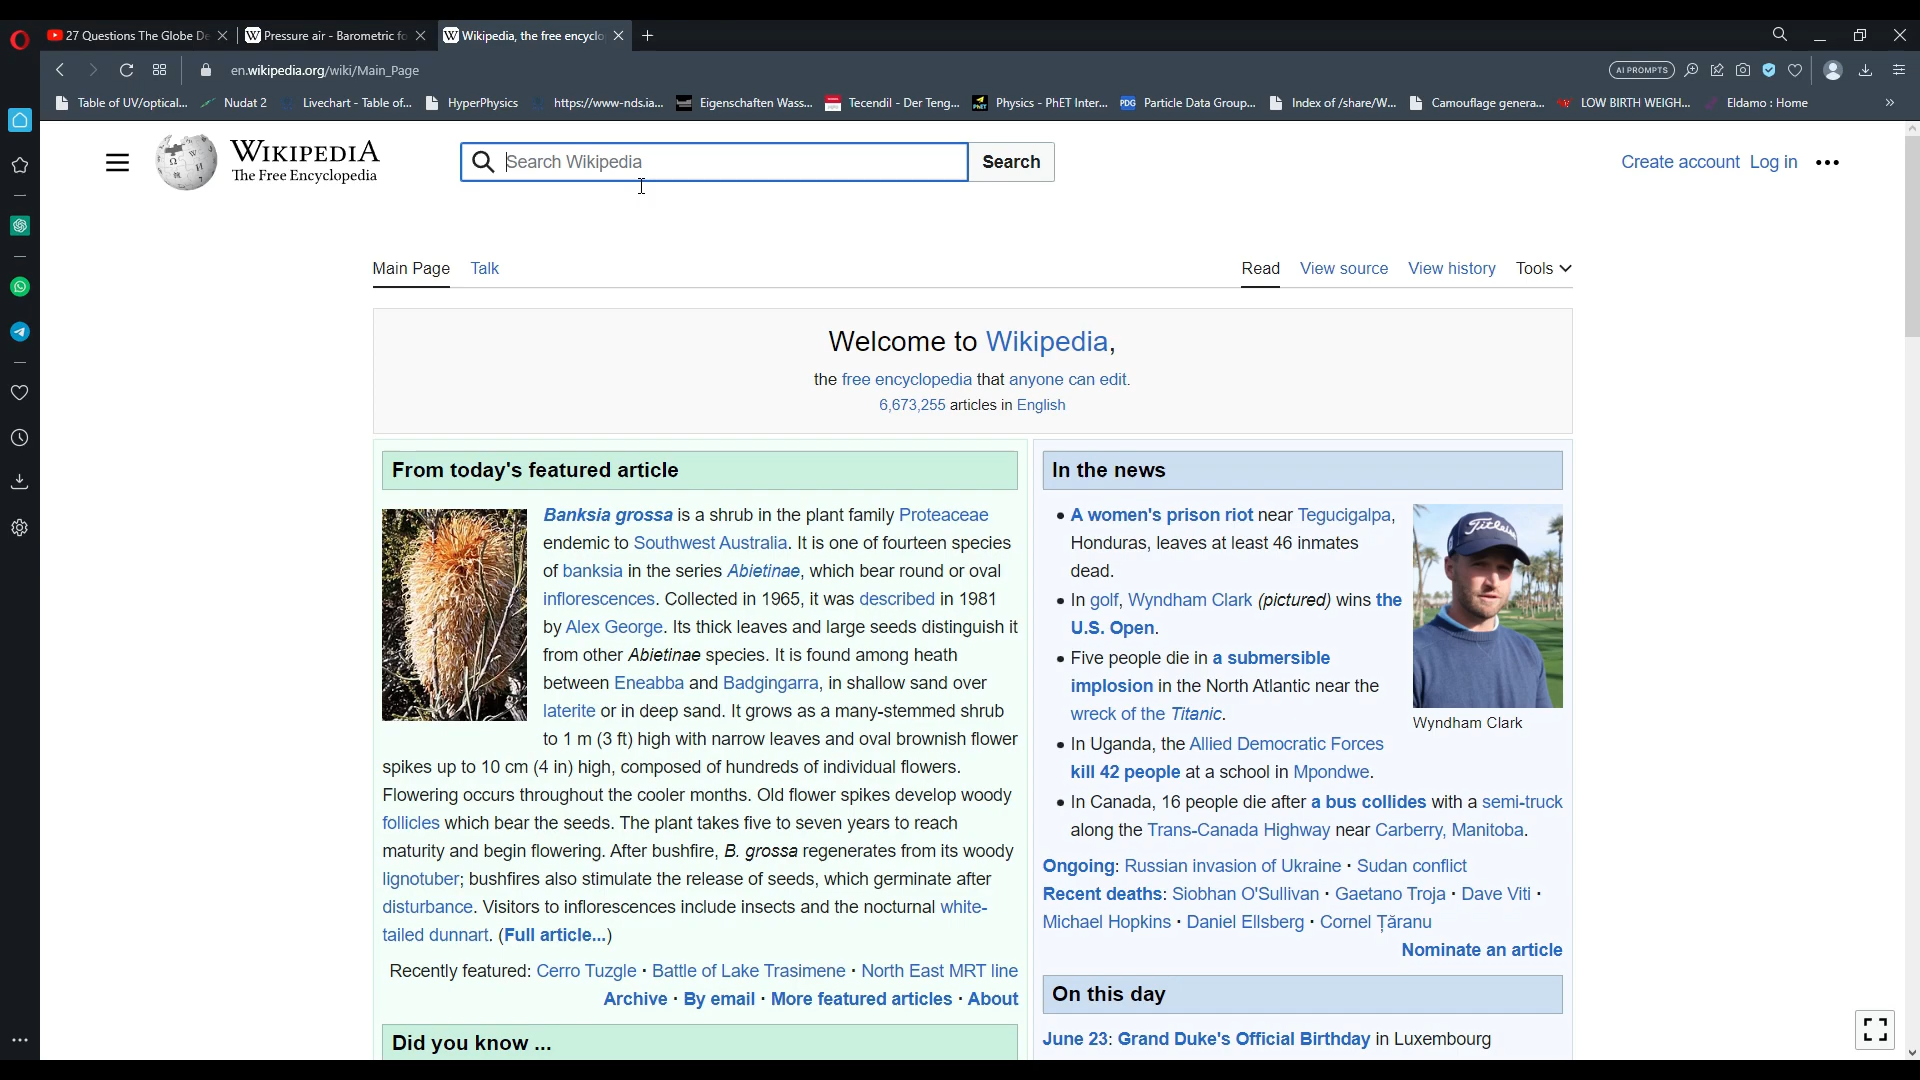 27 Questions The Globe De
Pressure air - Barometric fo
Wikipedia, the free encyclo
en.wikipedia.org/wiki/Main_Page
AI PROMPTS
Table of UV/optical...
Nudat 2
Livechart - Table of...
HyperPhysics
https://www-nds.ia...
Eigenschaften Wass...
Tecendil - Der Teng...
Physics - PhET Inter...
PDG Particle Data Group...
Index of /share/W...
Camouflage genera...
LOW BIRTH WEIGH...
Eldamo : Home
WIKIPEDIA
The Free Encyclopedia
Search Wikipedia
Search
Create account Log in
Main Page Talk
Read View source View history Tools
Welcome to Wikipedia,
the free encyclopedia that anyone can edit.
6,673,255 articles in English
From today's featured article
Banksia grossa is a shrub in the plant family Proteaceae
endemic to Southwest Australia. It is one of fourteen species
of banksia in the series Abietinae, which bear round or oval
inflorescences. Collected in 1965, it was described in 1981
by Alex George. Its thick leaves and large seeds distinguish it
from other Abietinae species. It is found among heath
between Eneabba and Badgingarra, in shallow sand over
laterite or in deep sand. It grows as a many-stemmed shrub
to 1 m (3 ft) high with narrow leaves and oval brownish flower
spikes up to 10 cm (4 in) high, composed of hundreds of individual flowers.
Flowering occurs throughout the cooler months. Old flower spikes develop woody
follicles which bear the seeds. The plant takes five to seven years to reach
maturity and begin flowering. After bushfire, B. grossa regenerates from its woody
lignotuber; bushfires also stimulate the release of seeds, which germinate after
disturbance. Visitors to inflorescences include insects and the nocturnal white-
tailed dunnart. (Full article...)
Recently featured: Cerro Tuzgle · Battle of Lake Trasimene · North East MRT line
Archive · By email · More featured articles · About
Did you know ...
In the news
• A women's prison riot near Tegucigalpa,
Honduras, leaves at least 46 inmates
dead.
• In golf, Wyndham Clark (pictured) wins the
U.S. Open.
• Five people die in a submersible
implosion in the North Atlantic near the
wreck of the Titanic.
Titleist
Wyndham Clark
• In Uganda, the Allied Democratic Forces
kill 42 people at a school in Mpondwe.
• In Canada, 16 people die after a bus collides with a semi-truck
along the Trans-Canada Highway near Carberry, Manitoba.
Ongoing: Russian invasion of Ukraine · Sudan conflict
Recent deaths: Siobhan O'Sullivan · Gaetano Troja · Dave Viti ·
Michael Hopkins · Daniel Ellsberg · Cornel Țăranu
Nominate an article
On this day
June 23: Grand Duke's Official Birthday in Luxembourg